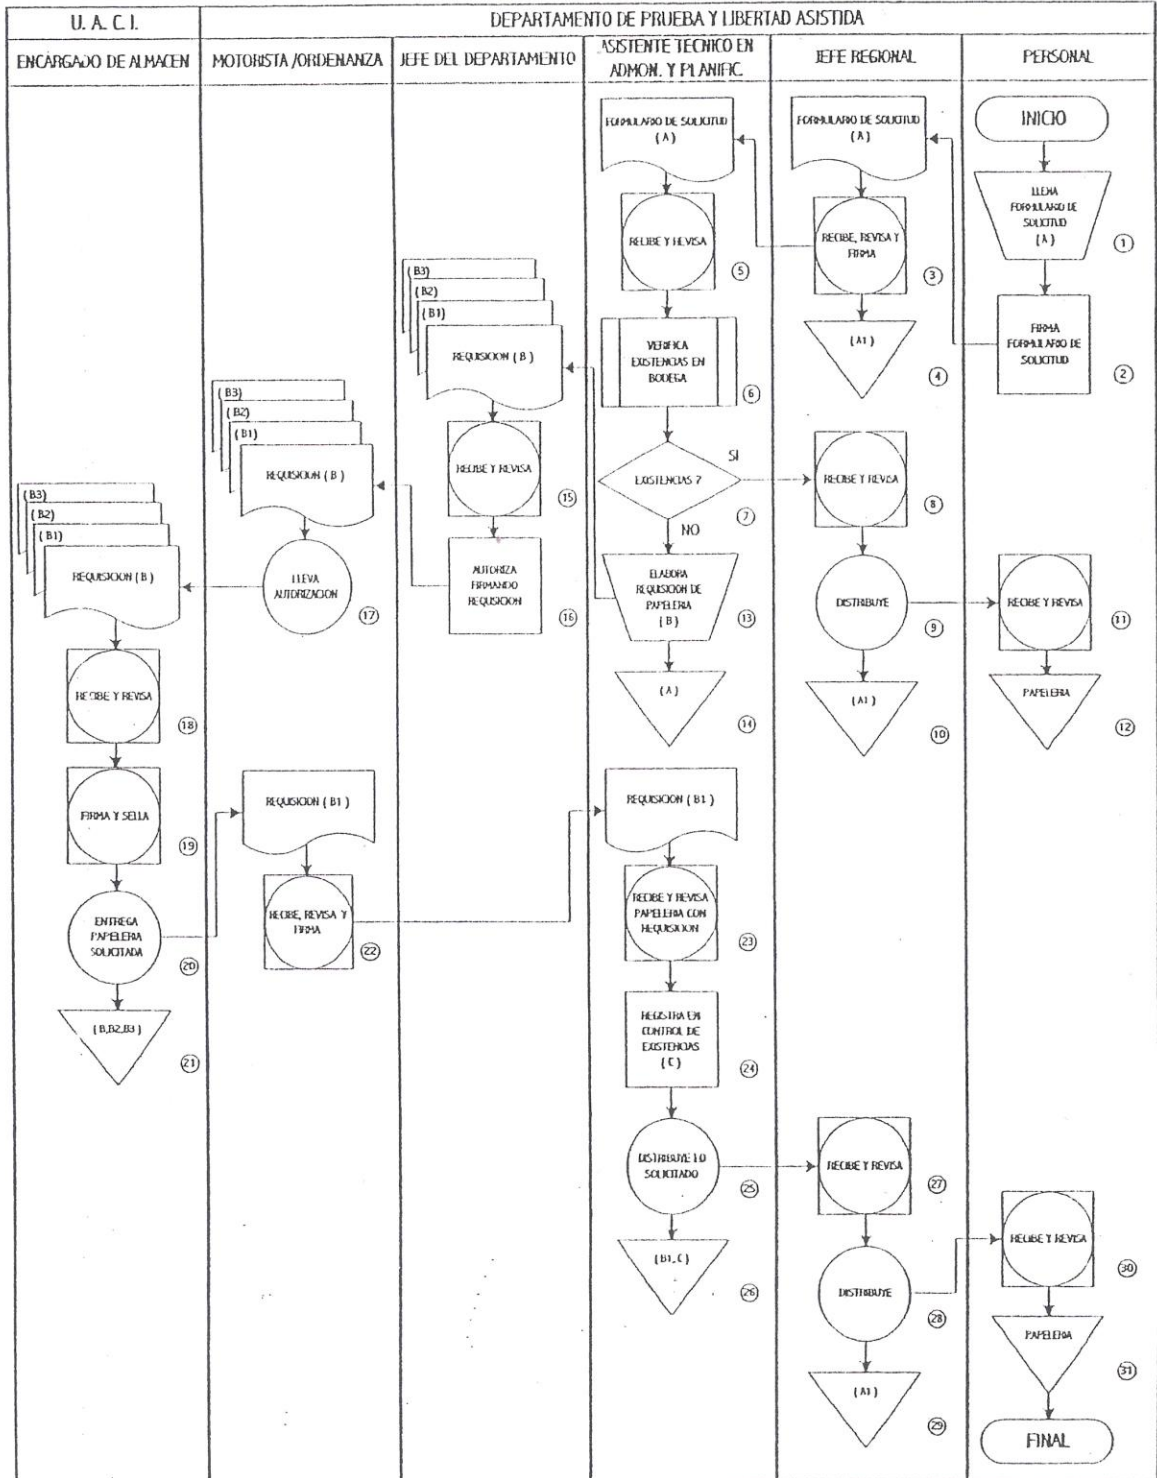 U. A. C. I.
DEPARTAMENTO DE PRUEBA Y LIBERTAD ASISTIDA
ENCARGADO DE ALMACEN
MOTORISTA /ORDENANZA
JEFE DEL DEPARTAMENTO
ASISTENTE TECNICO EN
ADMON. Y PLANIFIC.
JEFE REGIONAL
PERSONAL
INICIO
LLENA
FORMULARIO DE
SOLICITUD
( A )
1
FIRMA
FORMULARIO DE
SOLICITUD
2
FORMULARIO DE SOLICITUD
( A )
RECIBE, REVISA Y
FIRMA
3
(A1)
4
FORMULARIO DE SOLICITUD
( A )
RECIBE Y REVISA
5
VERIFICA
EXISTENCIAS EN
BODEGA
6
EXISTENCIAS ?
7
SI
NO
RECIBE Y REVISA
8
DISTRIBUYE
9
(A1)
10
RECIBE Y REVISA
11
PAPELERIA
12
ELABORA
REQUISICION DE
PAPELERIA
( B )
13
( A )
14
(B3)
(B2)
(B1)
REQUISICION ( B )
RECIBE Y REVISA
15
AUTORIZA
FIRMANDO
REQUISICION
16
(B3)
(B2)
(B1)
REQUISICION ( B )
LLEVA
AUTORIZACION
17
(B3)
(B2)
(B1)
REQUISICION ( B )
RECIBE Y REVISA
18
FIRMA Y SELLA
19
ENTREGA
PAPELERIA
SOLICITADA
20
( B,B2,B3 )
21
REQUISICION ( B1 )
RECIBE, REVISA Y
FIRMA
22
REQUISICION ( B1 )
RECIBE Y REVISA
PAPELERIA CON
REQUISICION
23
REGISTRA EN
CONTROL DE
EXISTENCIAS
( C )
24
DISTRIBUYE LO
SOLICITADO
25
(B1,C)
26
RECIBE Y REVISA
27
DISTRIBUYE
28
(A1)
29
RECIBE Y REVISA
30
PAPELERIA
31
FINAL